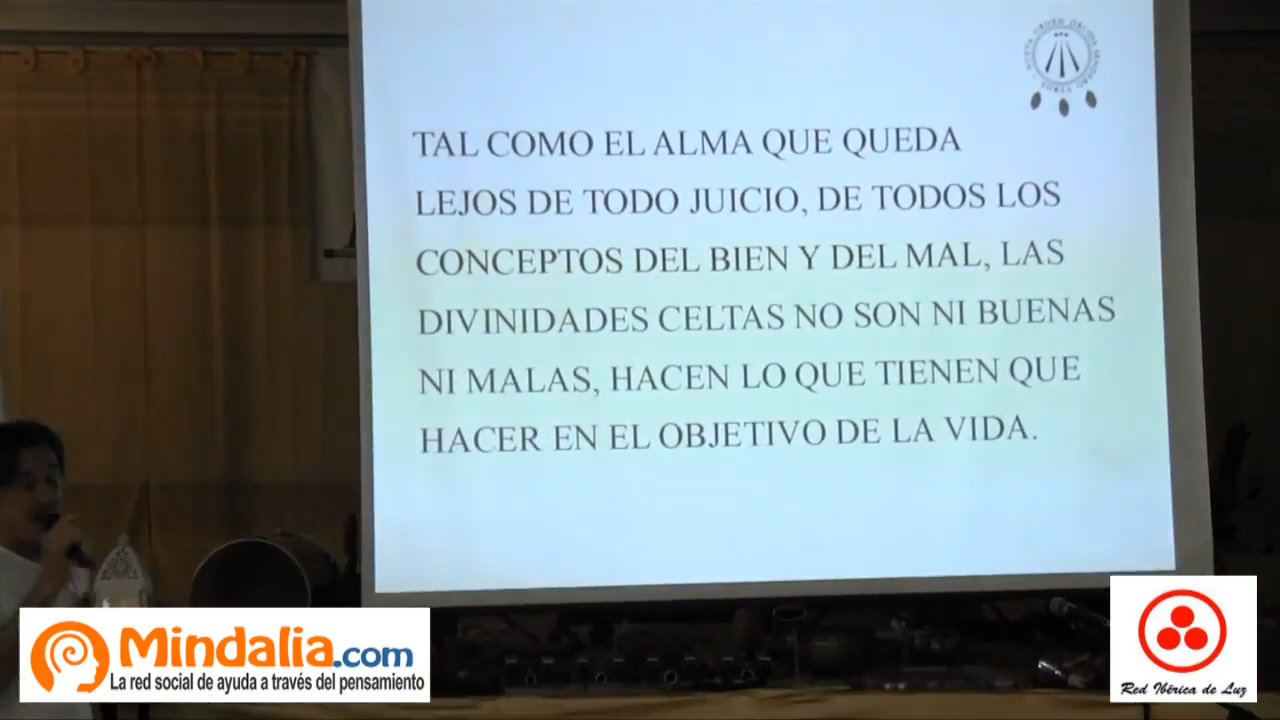 TAL COMO EL ALMA QUE QUEDA
LEJOS DE TODO JUICIO, DE TODOS LOS
CONCEPTOS DEL BIEN Y DEL MAL, LAS
DIVINIDADES CELTAS NO SON NI BUENAS
NI MALAS, HACEN LO QUE TIENEN QUE
HACER EN EL OBJETIVO DE LA VIDA.
Mindalia.com
La red social de ayuda a través del pensamiento
Red Ibérica de Luz